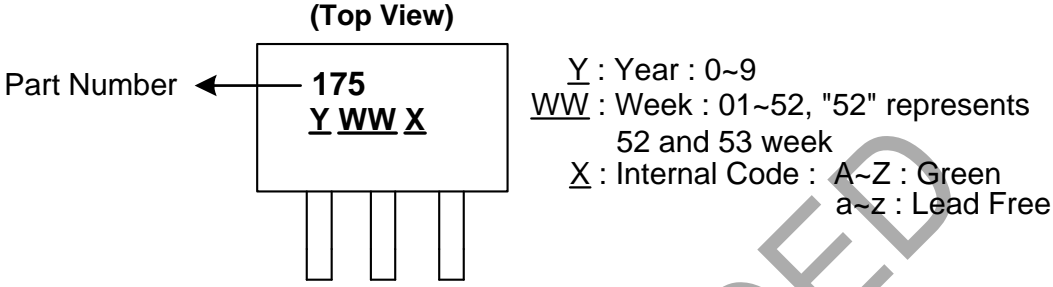 (Top View)
Part Number
175
Y WW X
Y : Year : 0~9
WW : Week : 01~52, "52" represents
52 and 53 week
X : Internal Code : A~Z : Green
a~z : Lead Free